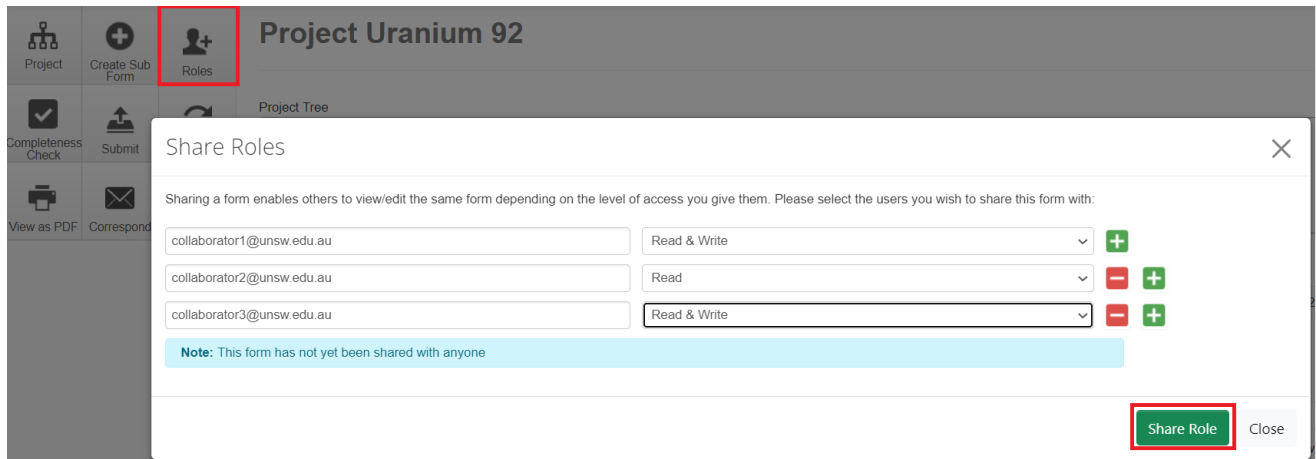 Project Uranium 92
Project
Create Sub
Form
Roles
Project Tree
Completeness
Check
Submit
View as PDF
Correspond
Share Roles
Sharing a form enables others to view/edit the same form depending on the level of access you give them. Please select the users you wish to share this form with:
collaborator1@unsw.edu.au Read & Write
collaborator2@unsw.edu.au Read
collaborator3@unsw.edu.au Read & Write
Note: This form has not yet been shared with anyone
Share Role Close